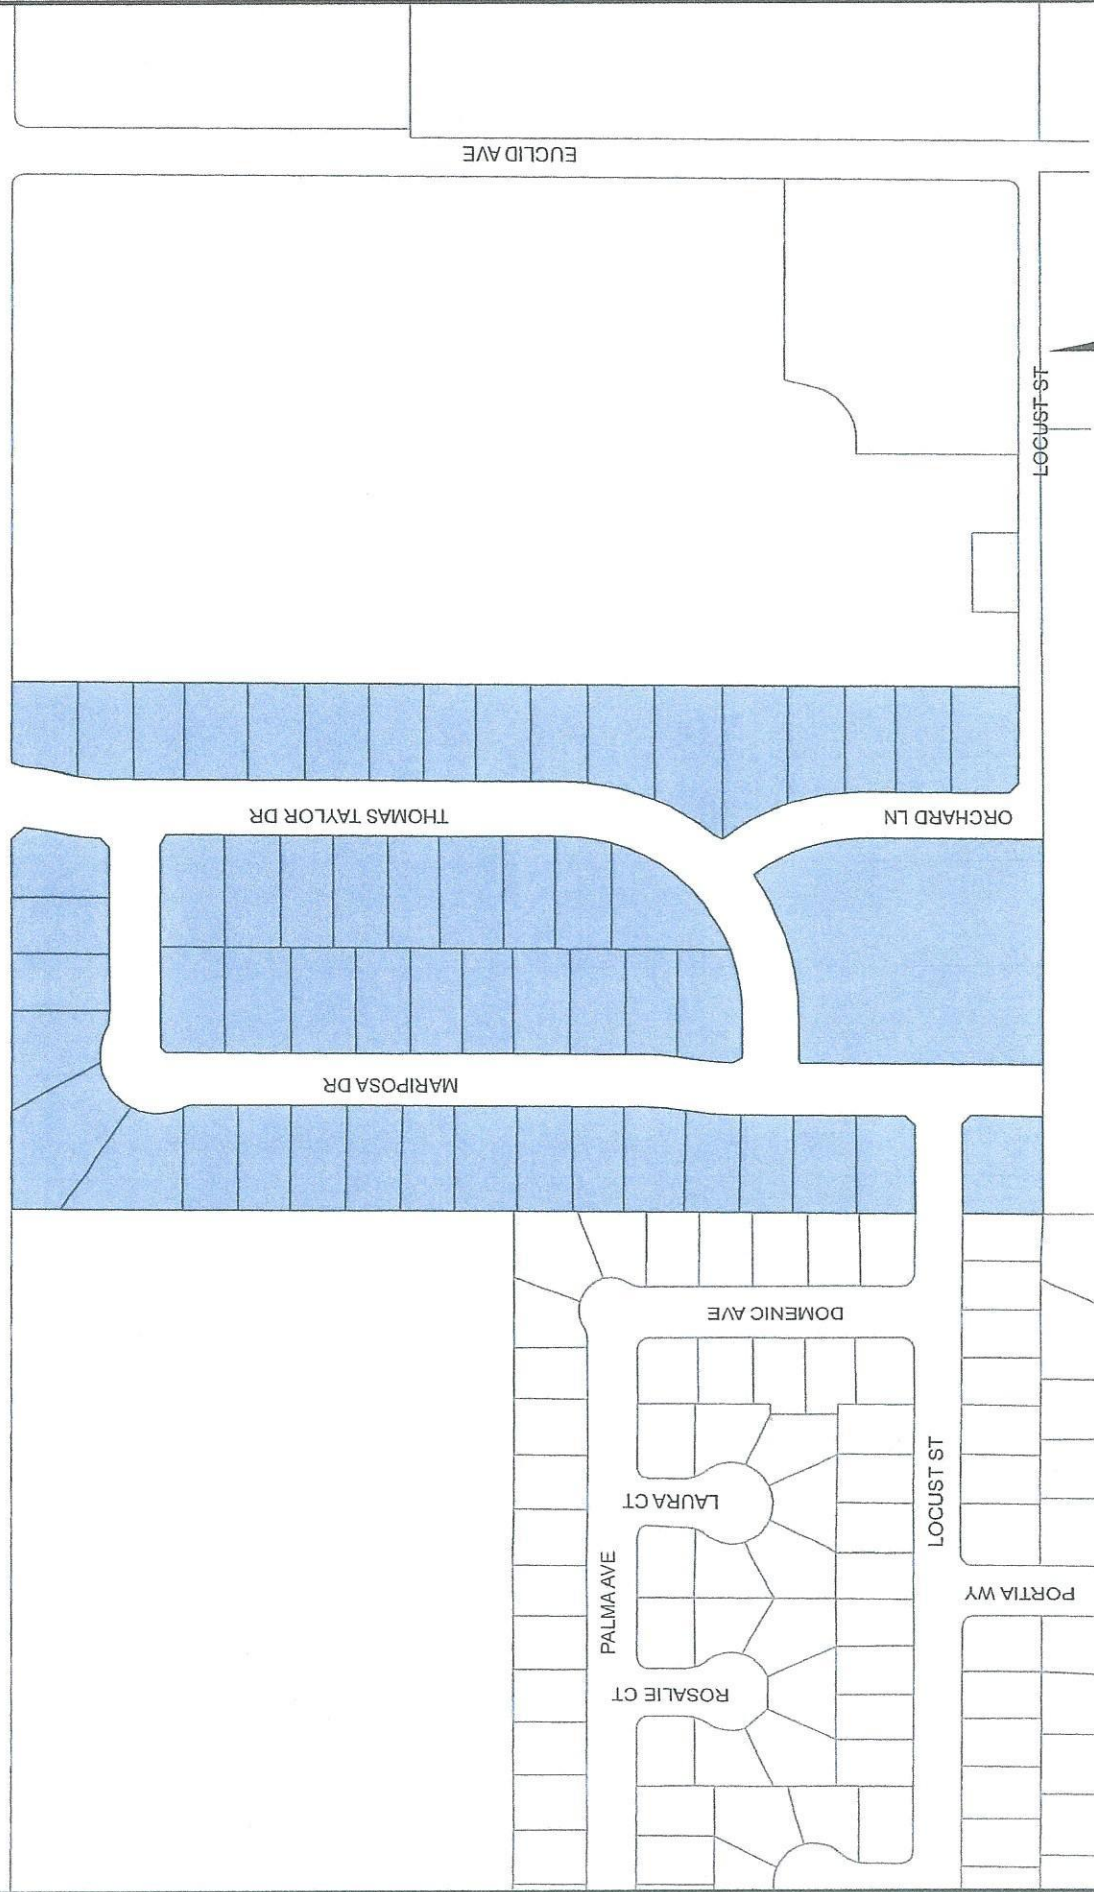 EUCLID AVE
LOCUST ST
THOMAS TAYLOR DR
ORCHARD LN
MARIPOSA DR
DOMENIC AVE
LAURA CT
LOCUST ST
PALMA AVE
PORTIA WY
ROSALIE CT